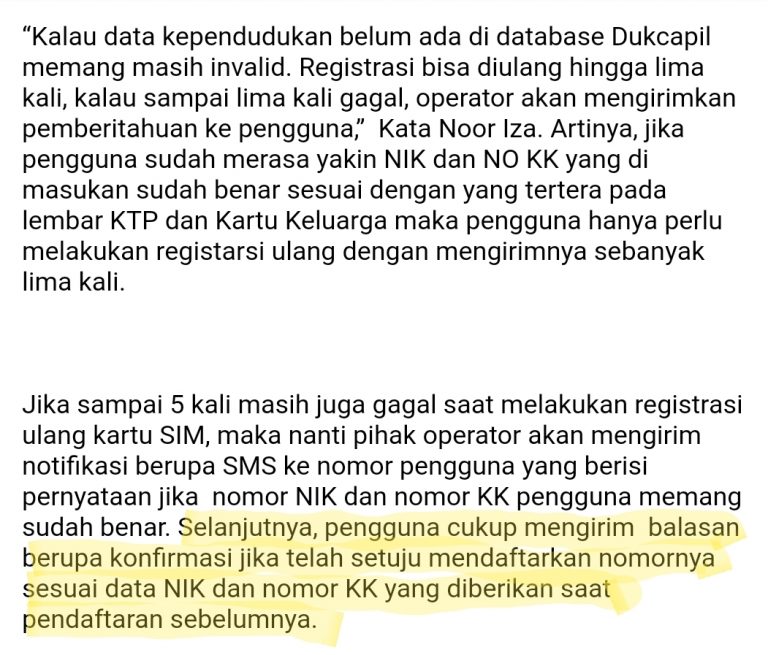 “Kalau data kependudukan belum ada di database Dukcapil
memang masih invalid. Registrasi bisa diulang hingga lima
kali, kalau sampai lima kali gagal, operator akan mengirimkan
pemberitahuan ke pengguna,”  Kata Noor Iza. Artinya, jika
pengguna sudah merasa yakin NIK dan NO KK yang di
masukan sudah benar sesuai dengan yang tertera pada
lembar KTP dan Kartu Keluarga maka pengguna hanya perlu
melakukan registarsi ulang dengan mengirimnya sebanyak
lima kali.
Jika sampai 5 kali masih juga gagal saat melakukan registrasi
ulang kartu SIM, maka nanti pihak operator akan mengirim
notifikasi berupa SMS ke nomor pengguna yang berisi
pernyataan jika  nomor NIK dan nomor KK pengguna memang
sudah benar. Selanjutnya, pengguna cukup mengirim  balasan
berupa konfirmasi jika telah setuju mendaftarkan nomornya
sesuai data NIK dan nomor KK yang diberikan saat
pendaftaran sebelumnya.